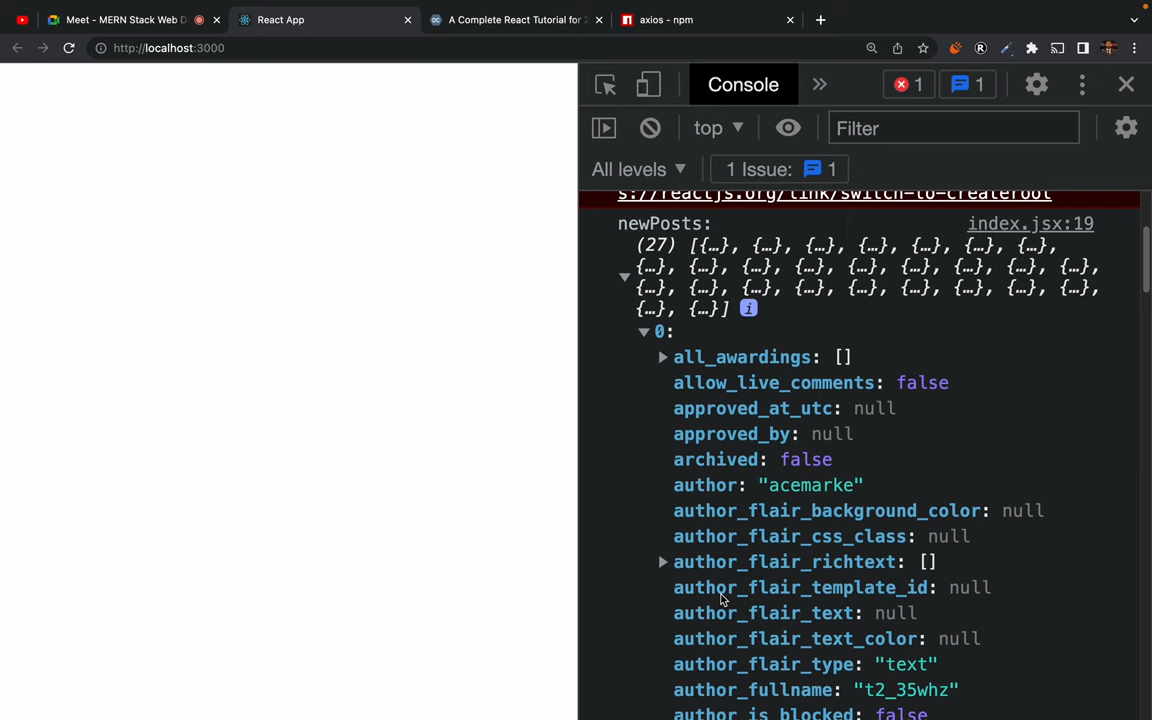 Meet - MERN Stack Web D
React App
A Complete React Tutorial for 2
axios - npm
http://localhost:3000
Console
1
1
top
Filter
All levels
1 Issue:
1
s://reactjs.org/link/switch-to-createroot
newPosts:
index.jsx:19
(27) [{…}, {…}, {…}, {…}, {…}, {…}, {…},
{…}, {…}, {…}, {…}, {…}, {…}, {…}, {…}, {…},
{…}, {…}, {…}, {…}, {…}, {…}, {…}, {…}, {…},
{…}, {…}] i
0:
all_awardings: []
allow_live_comments: false
approved_at_utc: null
approved_by: null
archived: false
author: "acemarke"
author_flair_background_color: null
author_flair_css_class: null
author_flair_richtext: []
author_flair_template_id: null
author_flair_text: null
author_flair_text_color: null
author_flair_type: "text"
author_fullname: "t2_35whz"
author_is_blocked: false